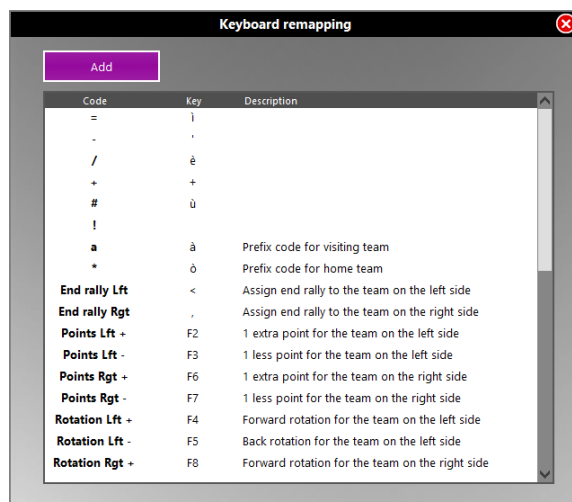 Keyboard remapping
Add
Code Key Description
= ì
- '
/ è
+ +
# ù
!
a à Prefix code for visiting team
* ò Prefix code for home team
End rally Lft < Assign end rally to the team on the left side
End rally Rgt , Assign end rally to the team on the right side
Points Lft + F2 1 extra point for the team on the left side
Points Lft - F3 1 less point for the team on the left side
Points Rgt + F6 1 extra point for the team on the right side
Points Rgt - F7 1 less point for the team on the right side
Rotation Lft + F4 Forward rotation for the team on the left side
Rotation Lft - F5 Back rotation for the team on the left side
Rotation Rgt + F8 Forward rotation for the team on the right side